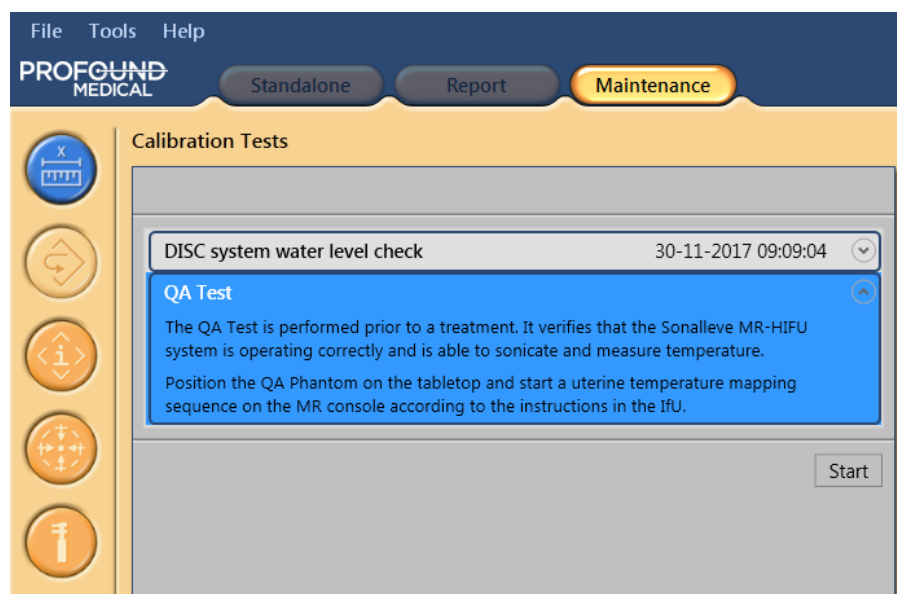 File Tools Help
PROFOUND
MEDICAL
Standalone Report Maintenance
X
Calibration Tests
DISC system water level check 30-11-2017 09:09:04
QA Test
The QA Test is performed prior to a treatment. It verifies that the Sonalleve MR-HIFU
system is operating correctly and is able to sonicate and measure temperature.
Position the QA Phantom on the tabletop and start a uterine temperature mapping
sequence on the MR console according to the instructions in the IfU.
Start